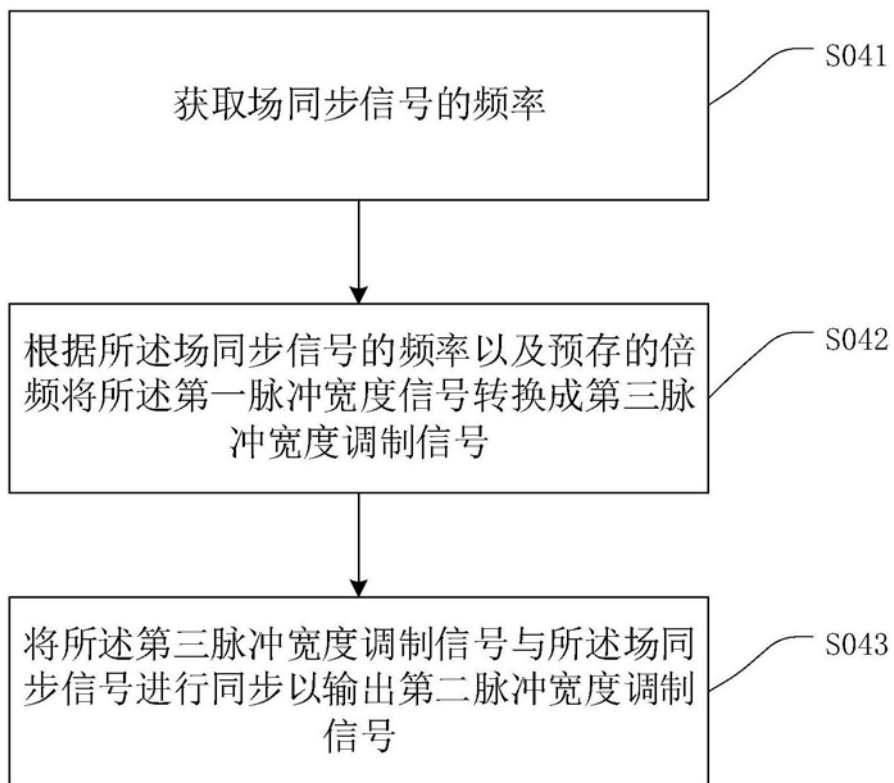 获取场同步信号的频率
S041
根据所述场同步信号的频率以及预存的倍
频将所述第一脉冲宽度信号转换成第三脉
冲宽度调制信号
S042
将所述第三脉冲宽度调制信号与所述场同
步信号进行同步以输出第二脉冲宽度调制
信号
S043